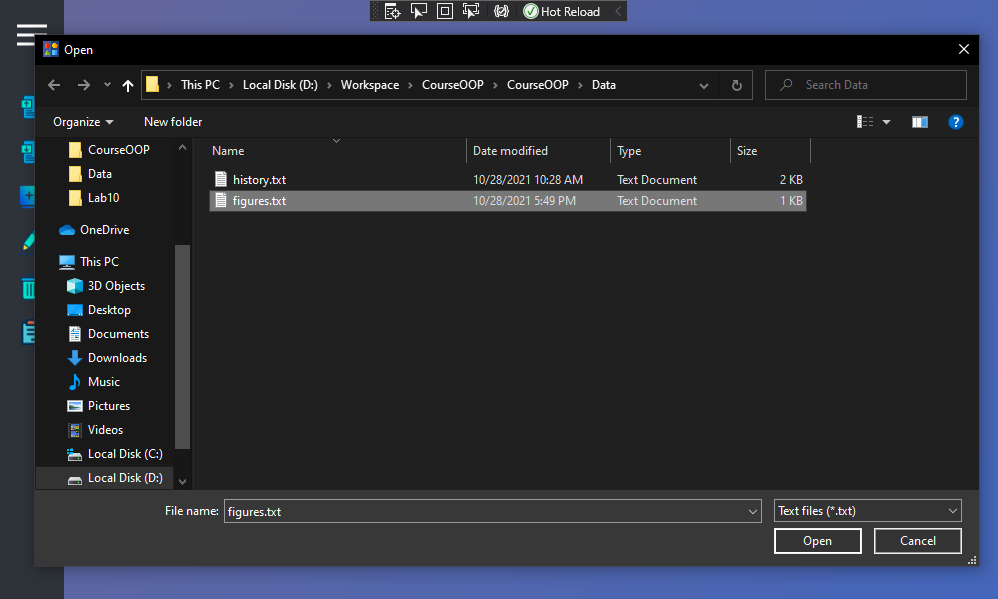 Hot Reload
Open
This PC Local Disk (D:) Workspace CourseOOP CourseOOP Data
Search Data
Organize New folder
Name Date modified Type Size
CourseOOP
Data
Lab10
OneDrive
This PC
3D Objects
Desktop
Documents
Downloads
Music
Pictures
Videos
Local Disk (C:)
Local Disk (D:)
history.txt 10/28/2021 10:28 AM Text Document 2 KB
figures.txt 10/28/2021 5:49 PM Text Document 1 KB
File name: figures.txt Text files (*.txt)
Open Cancel